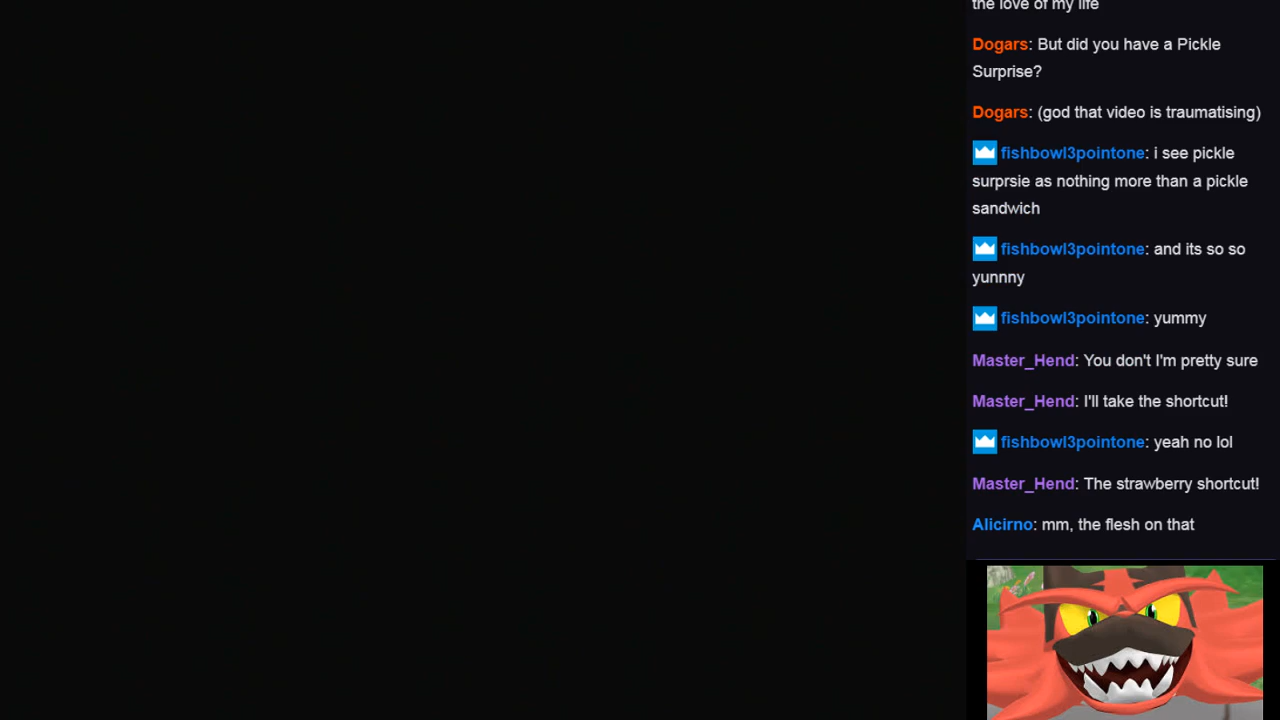 the love of my life
Dogars: But did you have a Pickle
Surprise?
Dogars: (god that video is traumatising)
fishbowl3pointone: i see pickle
surprsie as nothing more than a pickle
sandwich
fishbowl3pointone: and its so so
yunnny
fishbowl3pointone: yummy
Master_Hend: You don't I'm pretty sure
Master_Hend: I'll take the shortcut!
fishbowl3pointone: yeah no lol
Master_Hend: The strawberry shortcut!
Alicirno: mm, the flesh on that